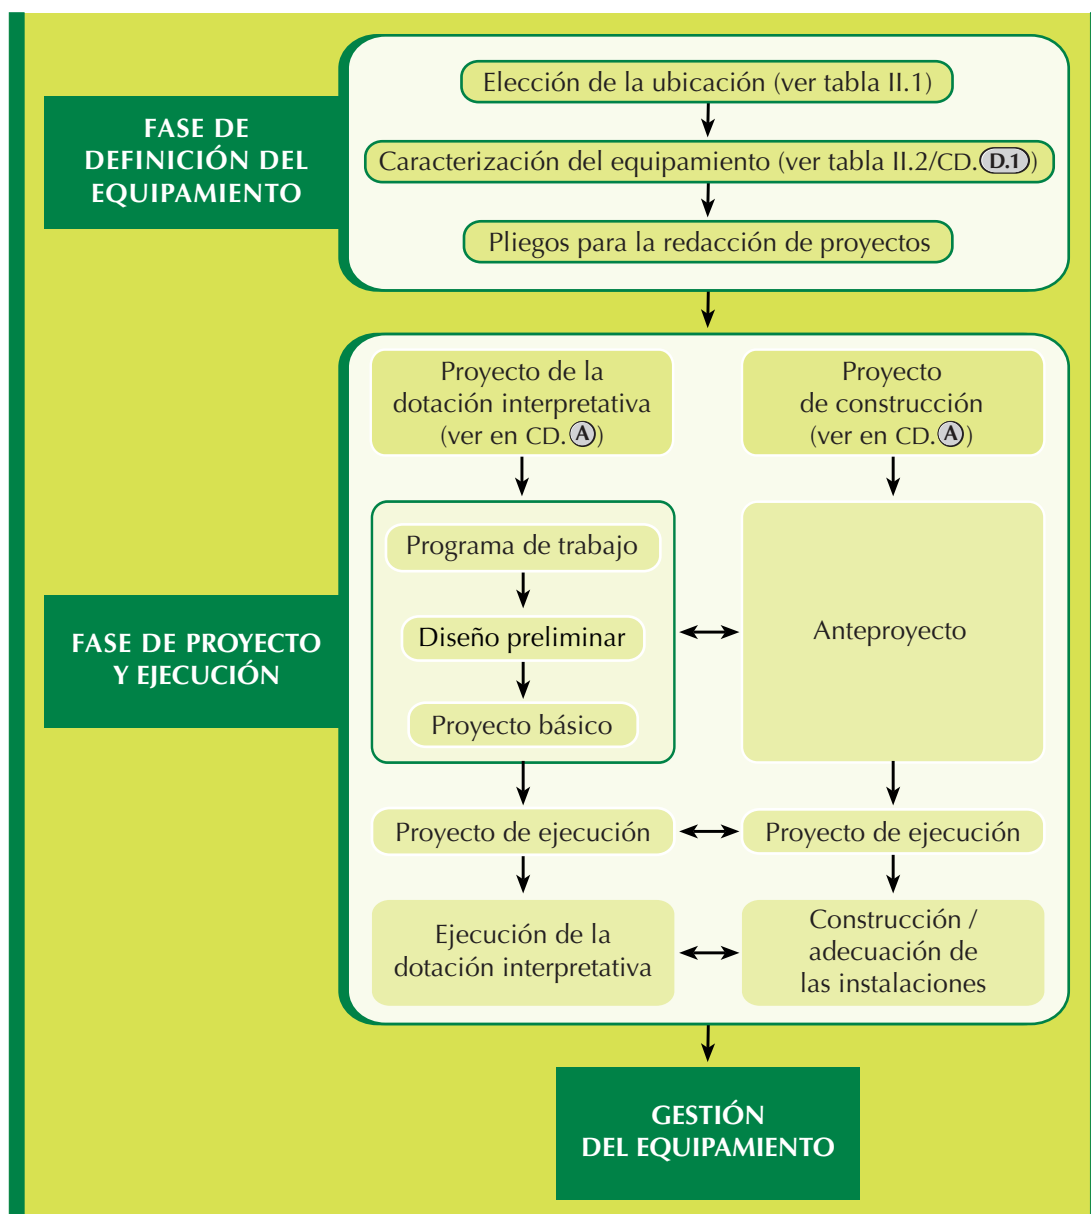 FASE DE
DEFINICIÓN DEL
EQUIPAMIENTO
Elección de la ubicación (ver tabla II.1)
Caracterización del equipamiento (ver tabla II.2/CD. D.1)
Pliegos para la redacción de proyectos
FASE DE PROYECTO
Y EJECUCIÓN
Proyecto de la
dotación interpretativa
(ver en CD. A)
Programa de trabajo
Diseño preliminar
Proyecto básico
Proyecto de ejecución
Ejecución de la
dotación interpretativa
Proyecto
de construcción
(ver en CD. A)
Anteproyecto
Proyecto de ejecución
Construcción /
adecuación de
las instalaciones
GESTIÓN
DEL EQUIPAMIENTO